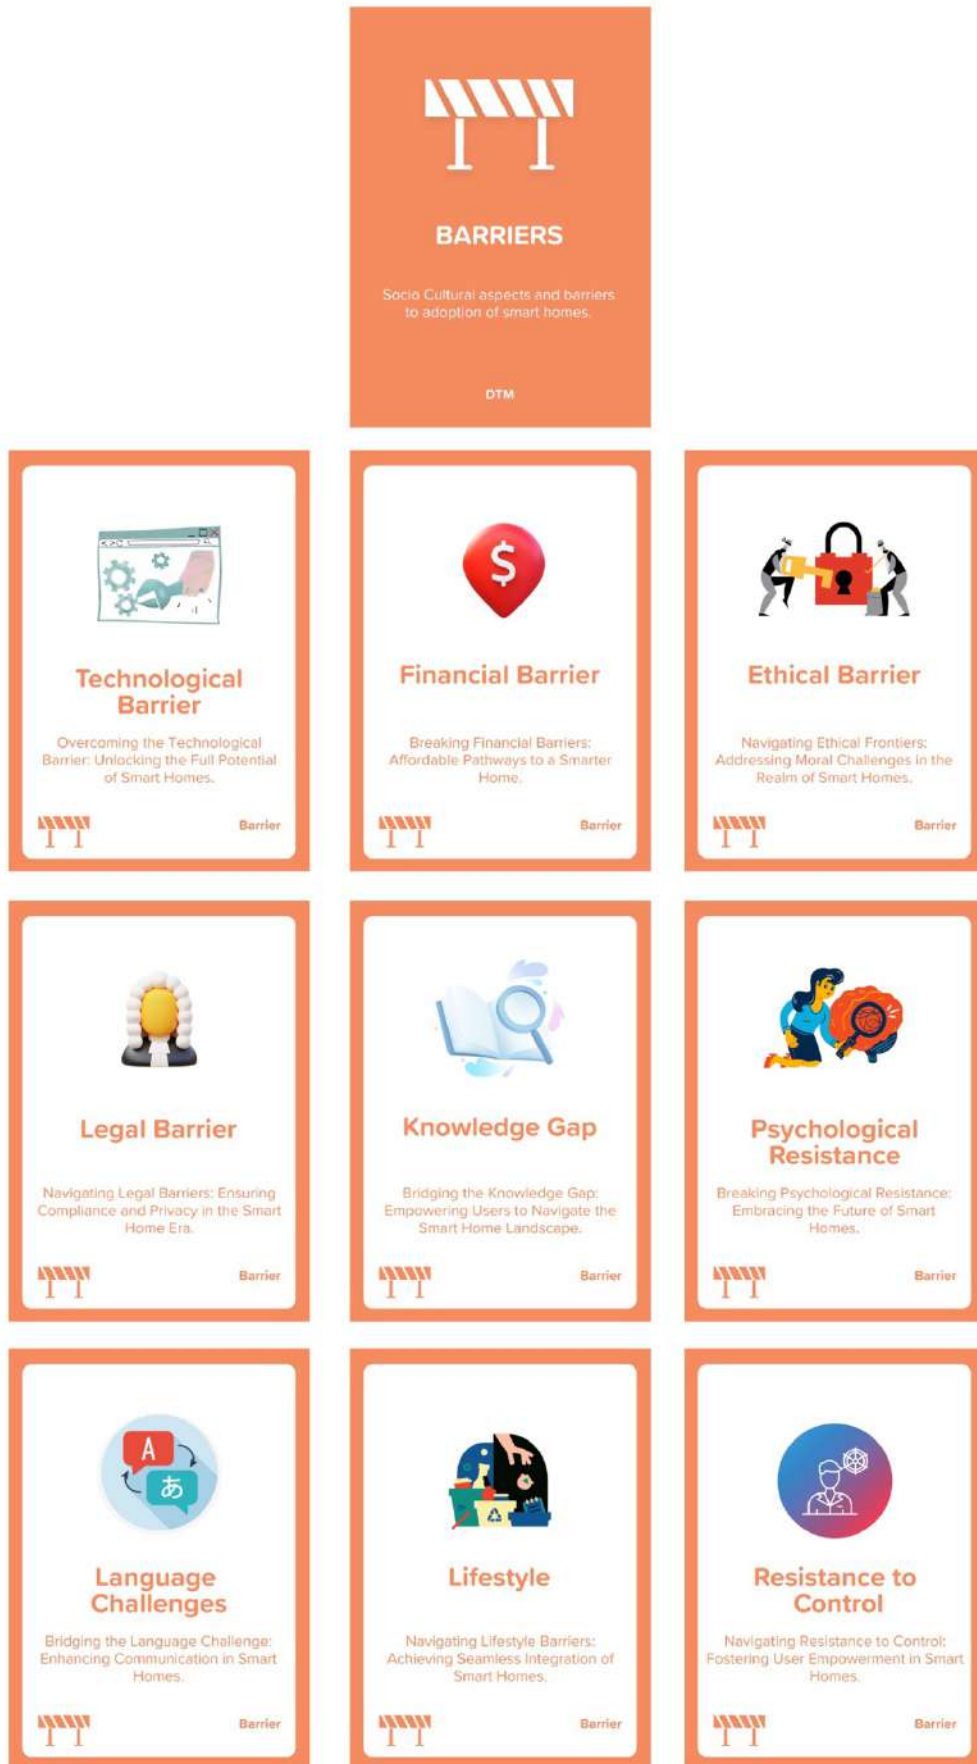 BARRIERS
Socio Cultural aspects and barriers
to adoption of smart homes.
DTM
Technological
Barrier
Overcoming the Technological
Barrier: Unlocking the Full Potential
of Smart Homes.
Barrier
$
Financial Barrier
Breaking Financial Barriers:
Affordable Pathways to a Smarter
Home.
Barrier
Ethical Barrier
Navigating Ethical Frontiers:
Addressing Moral Challenges in the
Realm of Smart Homes.
Barrier
Legal Barrier
Navigating Legal Barriers: Ensuring
Compliance and Privacy in the Smart
Home Era.
Barrier
Knowledge Gap
Bridging the Knowledge Gap:
Empowering Users to Navigate the
Smart Home Landscape.
Barrier
Psychological
Resistance
Breaking Psychological Resistance:
Embracing the Future of Smart
Homes.
Barrier
A
あ
Language
Challenges
Bridging the Language Challenge:
Enhancing Communication in Smart
Homes.
Barrier
Lifestyle
Navigating Lifestyle Barriers:
Achieving Seamless Integration of
Smart Homes.
Barrier
Resistance to
Control
Navigating Resistance to Control:
Fostering User Empowerment in Smart
Homes.
Barrier